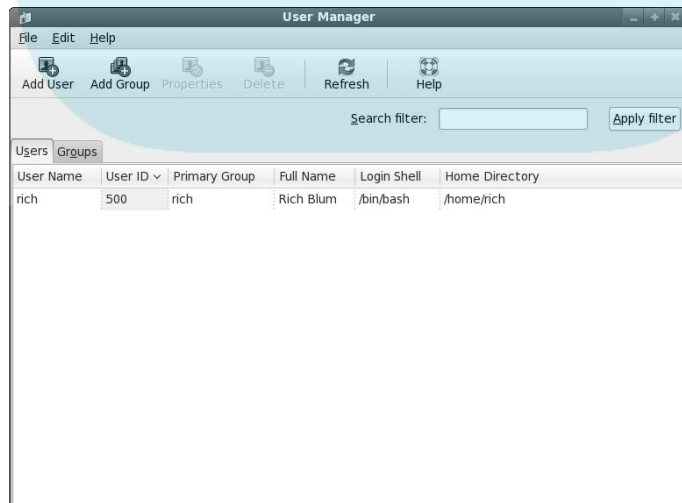 User Manager
File Edit Help
Add User Add Group Properties Delete Refresh Help
Search filter: Apply filter
Users Groups
User Name User ID Primary Group Full Name Login Shell Home Directory
rich 500 rich Rich Blum /bin/bash /home/rich